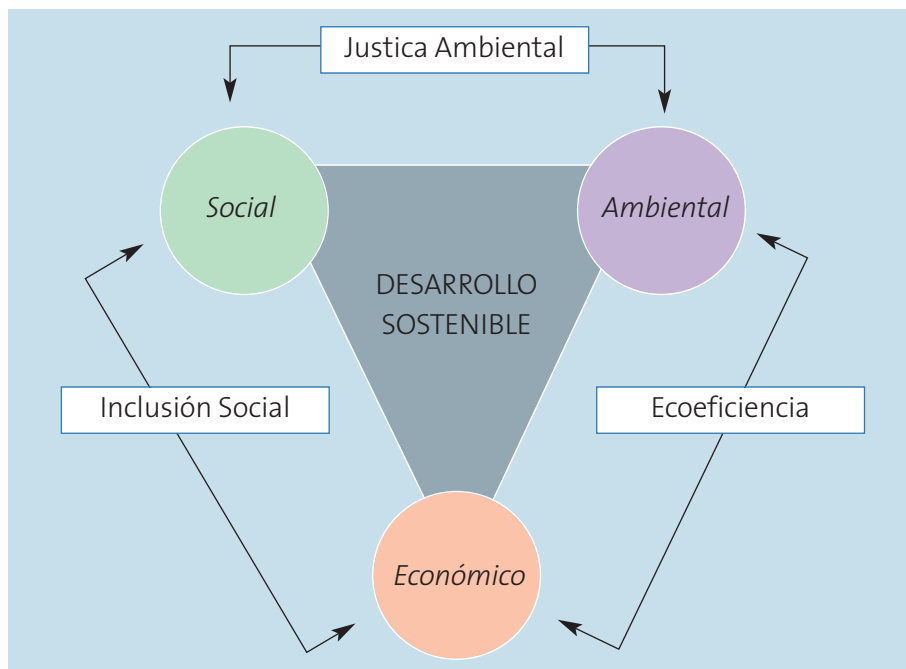 Justica Ambiental
Social
Ambiental
DESARROLLO
SOSTENIBLE
Inclusión Social
Ecoeficiencia
Económico